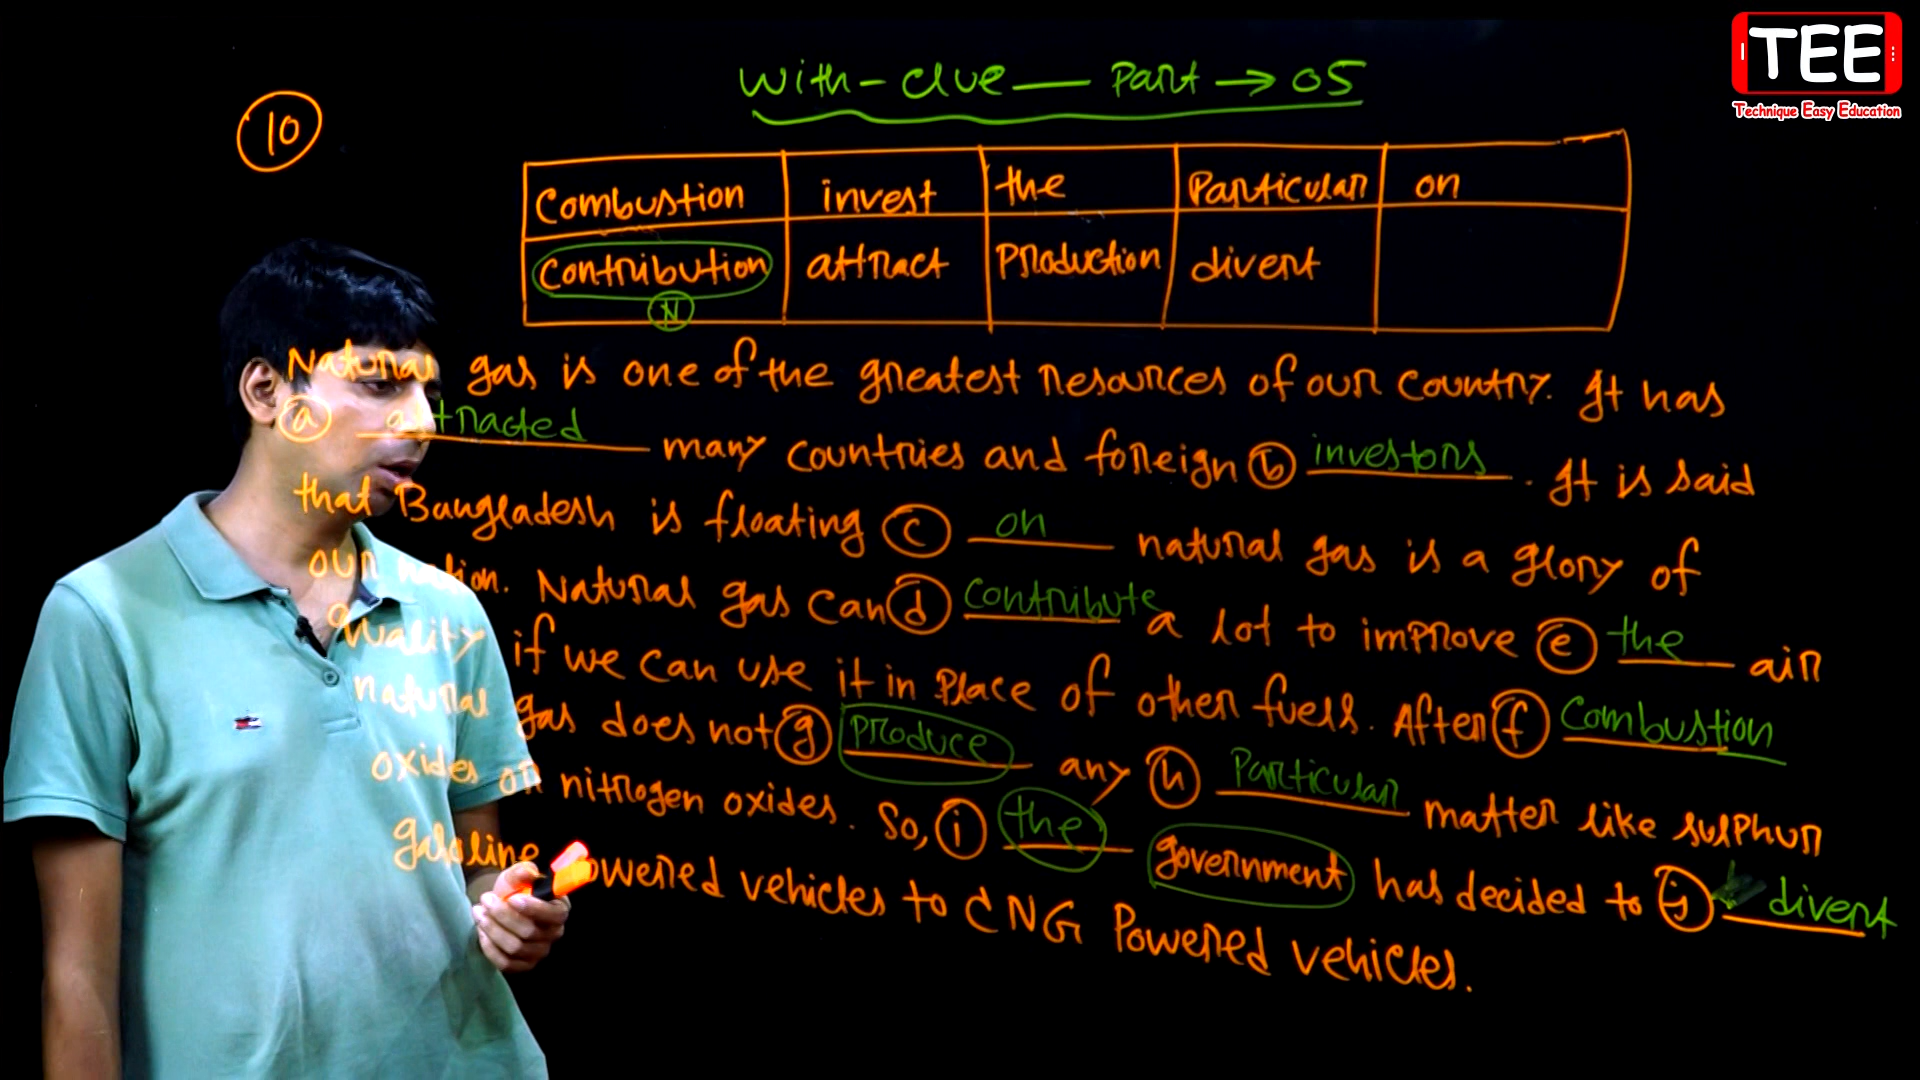 TEE
Technique Easy Education
With-clue — Part → 05
10
Combustion invest the Particular on
Contribution attract Production divert
N
Natural gas is one of the greatest resources of our country. It has
a attracted many countries and foreign b investors. It is said
that Bangladesh is floating c on natural gas is a glory of
our nation. Natural gas can d contribute a lot to improve e the air
quality if we can use it in place of other fuels. After f Combustion
natural gas does not g produce any h Particular matter like sulphur
oxides or nitrogen oxides. So, i the government has decided to j divert
gasoline powered vehicles to CNG Powered vehicles.